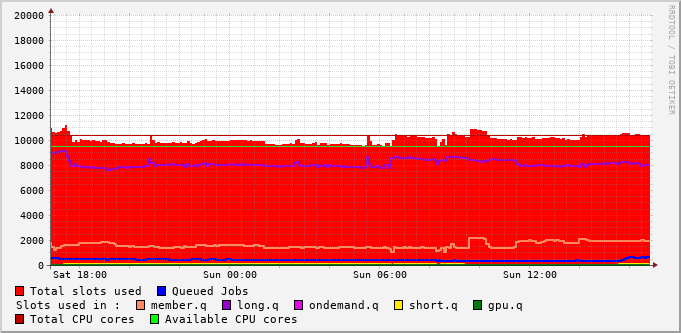 RRDTOOL / TOBI OETIKER
20000
18000
16000
14000
12000
10000
8000
6000
4000
2000
0
Sat 18:00 Sun 00:00 Sun 06:00 Sun 12:00
Total slots used Queued Jobs
Slots used in : member.q long.q ondemand.q short.q gpu.q
Total CPU cores Available CPU cores